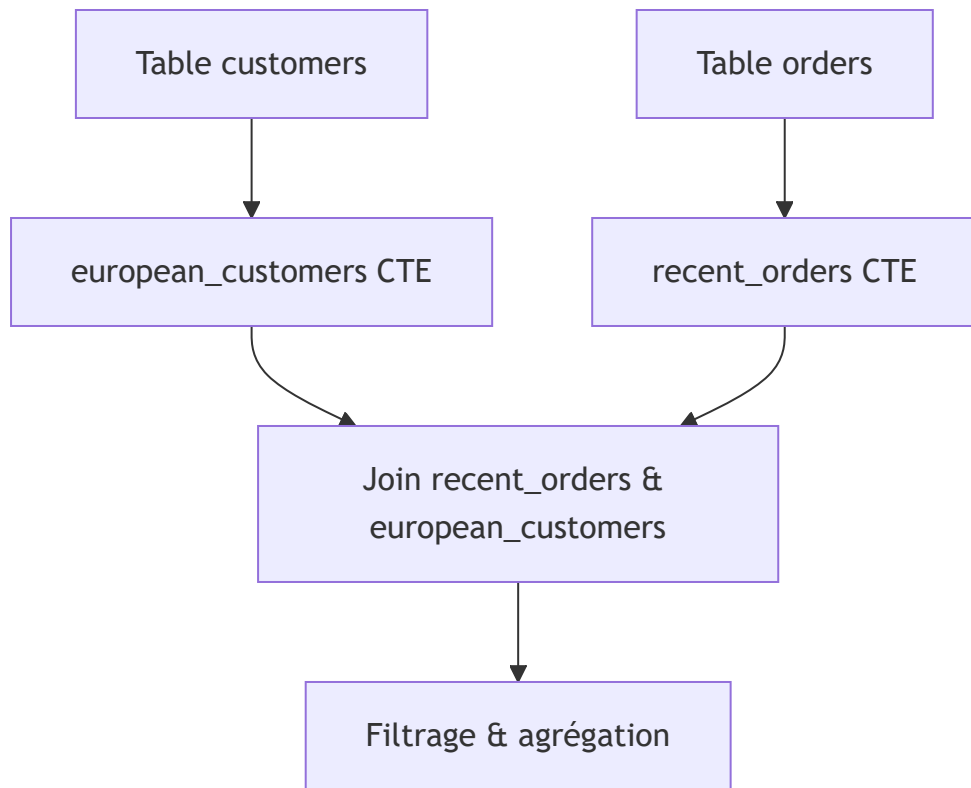 Table customers
Table orders
european_customers CTE
recent_orders CTE
Join recent_orders &
european_customers
Filtrage & agrégation